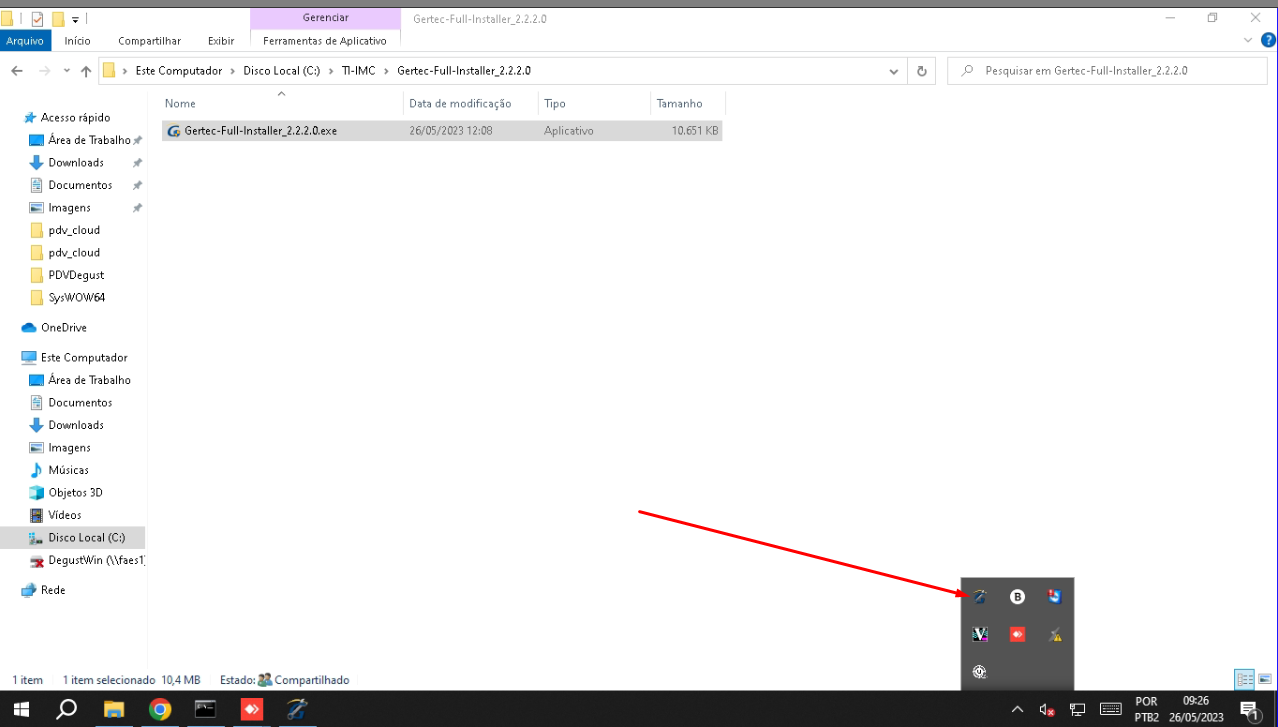 Gerenciar
Gertec-Full-Installer_2.2.2.0
Arquivo
Início
Compartilhar
Exibir
Ferramentas de Aplicativo
Este Computador
Disco Local (C:)
TI-IMC
Gertec-Full-Installer_2.2.2.0
Pesquisar em Gertec-Full-Installer_2.2.2.0
Nome
Data de modificação
Tipo
Tamanho
Gertec-Full-Installer_2.2.2.0.exe
26/05/2023 12:08
Aplicativo
10.651 KB
Acesso rápido
Área de Trabalho
Downloads
Documentos
Imagens
pdv_cloud
pdv_cloud
PDVDegust
SysWOW64
OneDrive
Este Computador
Área de Trabalho
Documentos
Downloads
Imagens
Músicas
Objetos 3D
Vídeos
Disco Local (C:)
DegustWin (\\faes1
Rede
B
V
1 item
1 item selecionado 10,4 MB
Estado:
Compartilhado
POR
PTB2
09:26
26/05/2023
1